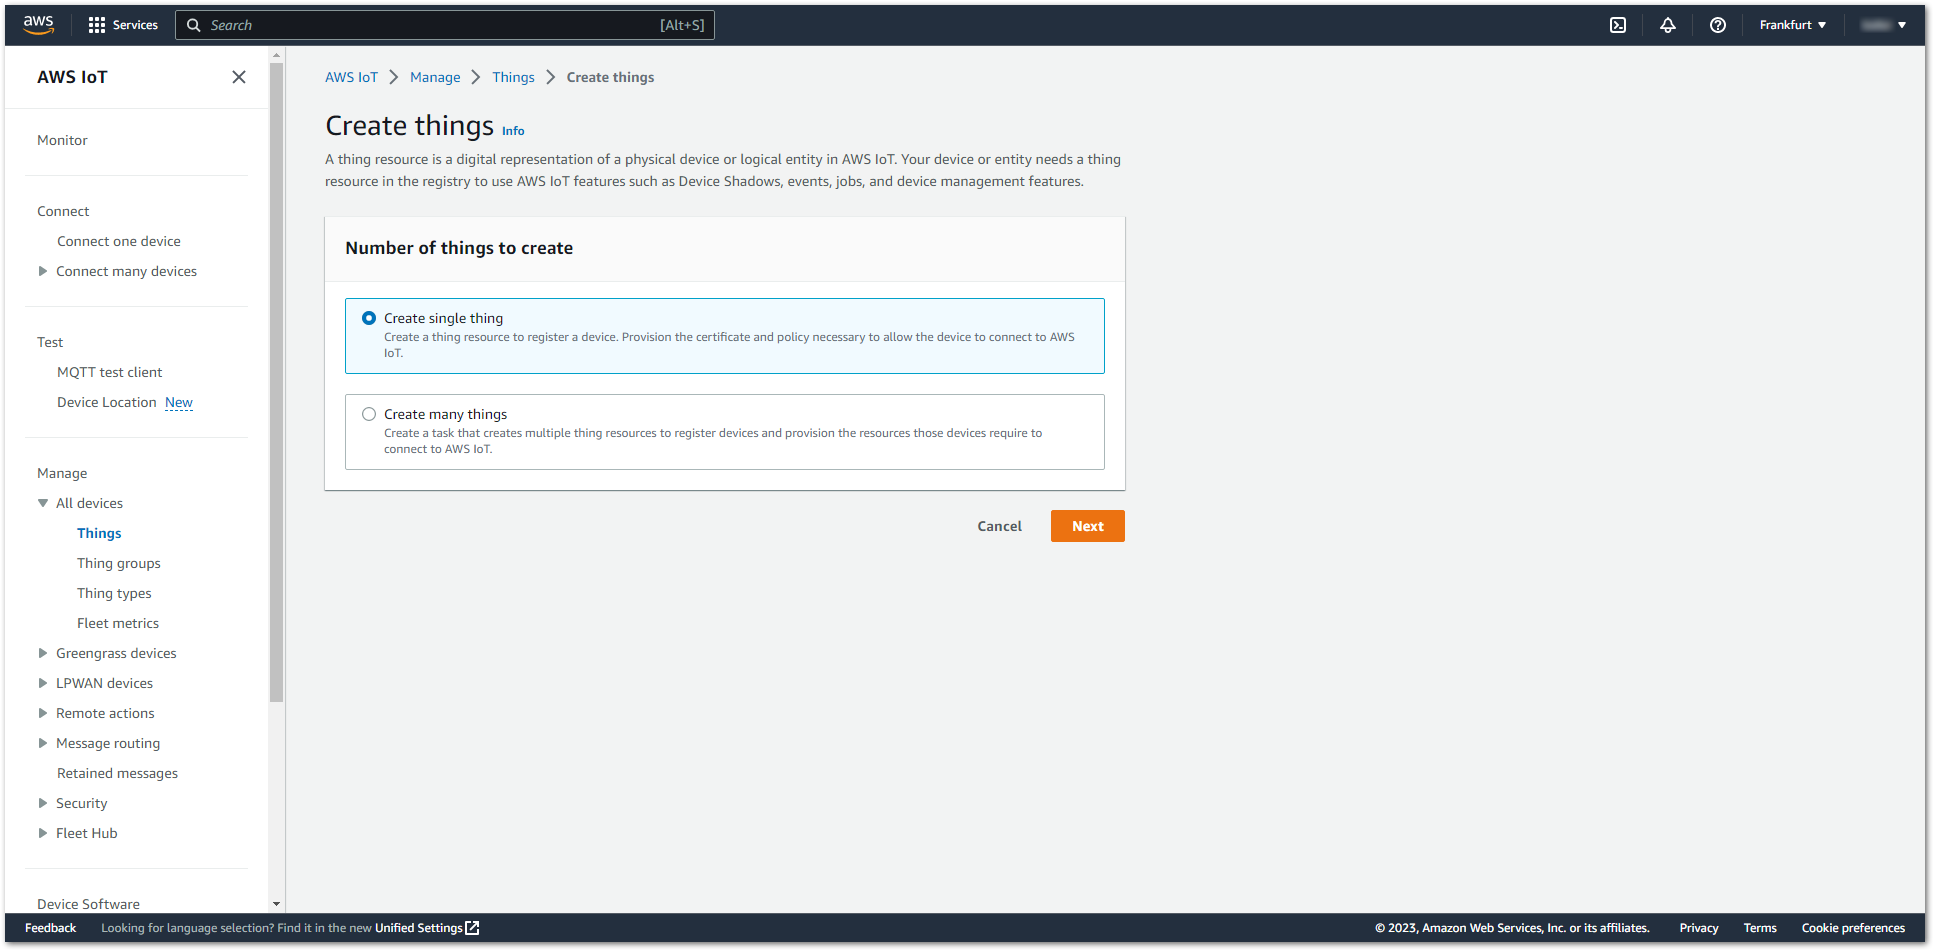 aws
Services
Search
[Alt+S]
Frankfurt
AWS IoT
Monitor
Connect
Connect one device
Connect many devices
Test
MQTT test client
Device Location New
Manage
All devices
Things
Thing groups
Thing types
Fleet metrics
Greengrass devices
LPWAN devices
Remote actions
Message routing
Retained messages
Security
Fleet Hub
Device Software
AWS IoT Manage Things Create things
Create things Info
A thing resource is a digital representation of a physical device or logical entity in AWS IoT. Your device or entity needs a thing
resource in the registry to use AWS IoT features such as Device Shadows, events, jobs, and device management features.
Number of things to create
Create single thing
Create a thing resource to register a device. Provision the certificate and policy necessary to allow the device to connect to AWS
IoT.
Create many things
Create a task that creates multiple thing resources to register devices and provision the resources those devices require to
connect to AWS IoT.
Cancel
Next
Feedback
Looking for language selection? Find it in the new Unified Settings
© 2023, Amazon Web Services, Inc. or its affiliates.
Privacy
Terms
Cookie preferences